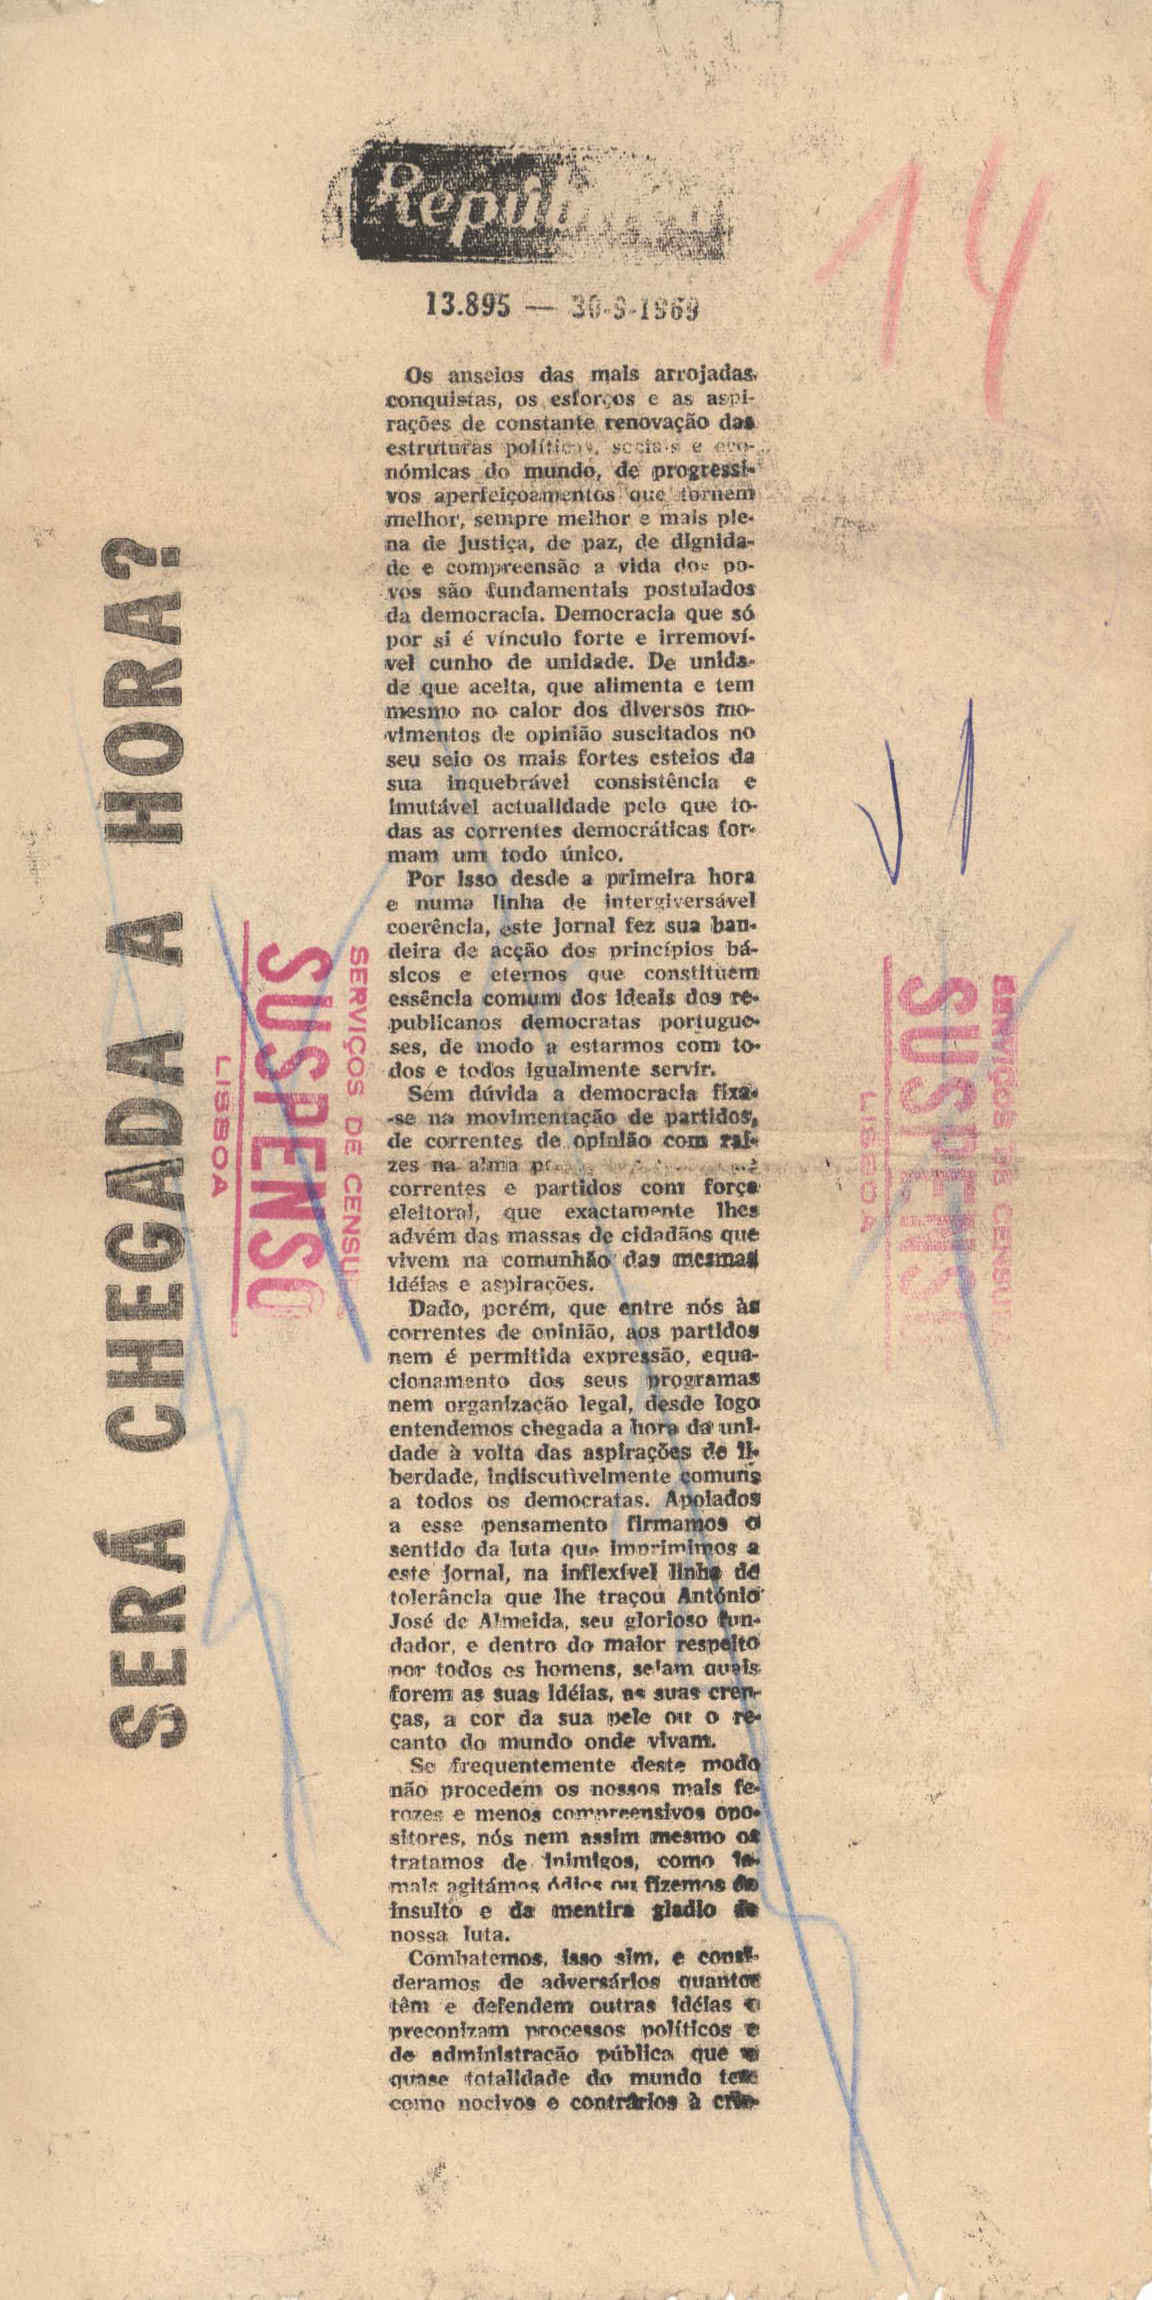 14
República
13.895 — 30-9-1969
SERÁ CHEGADA A HORA?
Os anseios das mais arrojadas
conquistas, os esforços e as aspi-
rações de constante renovação das
estruturas políticas, sociais e eco-
nómicas do mundo, de progressi-
vos aperfeiçoamentos que tornem
melhor, sempre melhor e mais ple-
na de justiça, de paz, de dignida-
de e compreensão a vida dos po-
vos são fundamentais postulados
da democracia. Democracia que só
por si é vínculo forte e irremoví-
vel cunho de unidade. De unida-
de que aceita, que alimenta e tem
mesmo no calor dos diversos mo-
vimentos de opinião suscitados no
seu seio os mais fortes esteios da
sua inquebrável consistência e
imutável actualidade pelo que to-
das as correntes democráticas for-
mam um todo único.
Por isso desde a primeira hora
e numa linha de intergiversável
coerência, este jornal fez sua ban-
deira de acção dos princípios bá-
sicos e eternos que constituem
essência comum dos ideais dos re-
publicanos democratas portugue-
ses, de modo a estarmos com to-
dos e todos igualmente servir.
Sem dúvida a democracia fixa-
-se na movimentação de partidos,
de correntes de opinião com raí-
zes na alma
correntes e partidos com força
eleitoral, que exactamente lhes
advém das massas de cidadãos que
vivem na comunhão das mesmas
idéias e aspirações.
Dado, porém, que entre nós às
correntes de opinião, aos partidos
nem é permitida expressão, equa-
cionamento dos seus programas
nem organização legal, desde logo
entendemos chegada a hora da uni-
dade à volta das aspirações de li-
berdade, indiscutìvelmente comuns
a todos os democratas. Apoiados
a esse pensamento firmamos o
sentido da luta que imprimimos a
este jornal, na inflexível linha de
tolerância que lhe traçou António
José de Almeida, seu glorioso fun-
dador, e dentro do maior respeito
por todos os homens, sejam quais
forem as suas idéias, as suas cren-
ças, a cor da sua pele ou o re-
canto do mundo onde vivam.
Se frequentemente deste modo
não procedem os nossos mais fe-
rozes e menos compreensivos opo-
sitores, nós nem assim mesmo os
tratamos de inimigos, como ja-
mais agitámos ódios ou fizemos do
insulto e da mentira gladio da
nossa luta.
Combatemos, isso sim, e consi-
deramos de adversários quantos
têm e defendem outras idéias e
preconizam processos políticos e
de administração pública que a
quase totalidade do mundo tem
como nocivos e contrários à
SERVIÇOS DE CENSURA
SUSPENSO
LISBOA
SERVIÇOS DE CENSURA
SUSPENSO
LISBOA